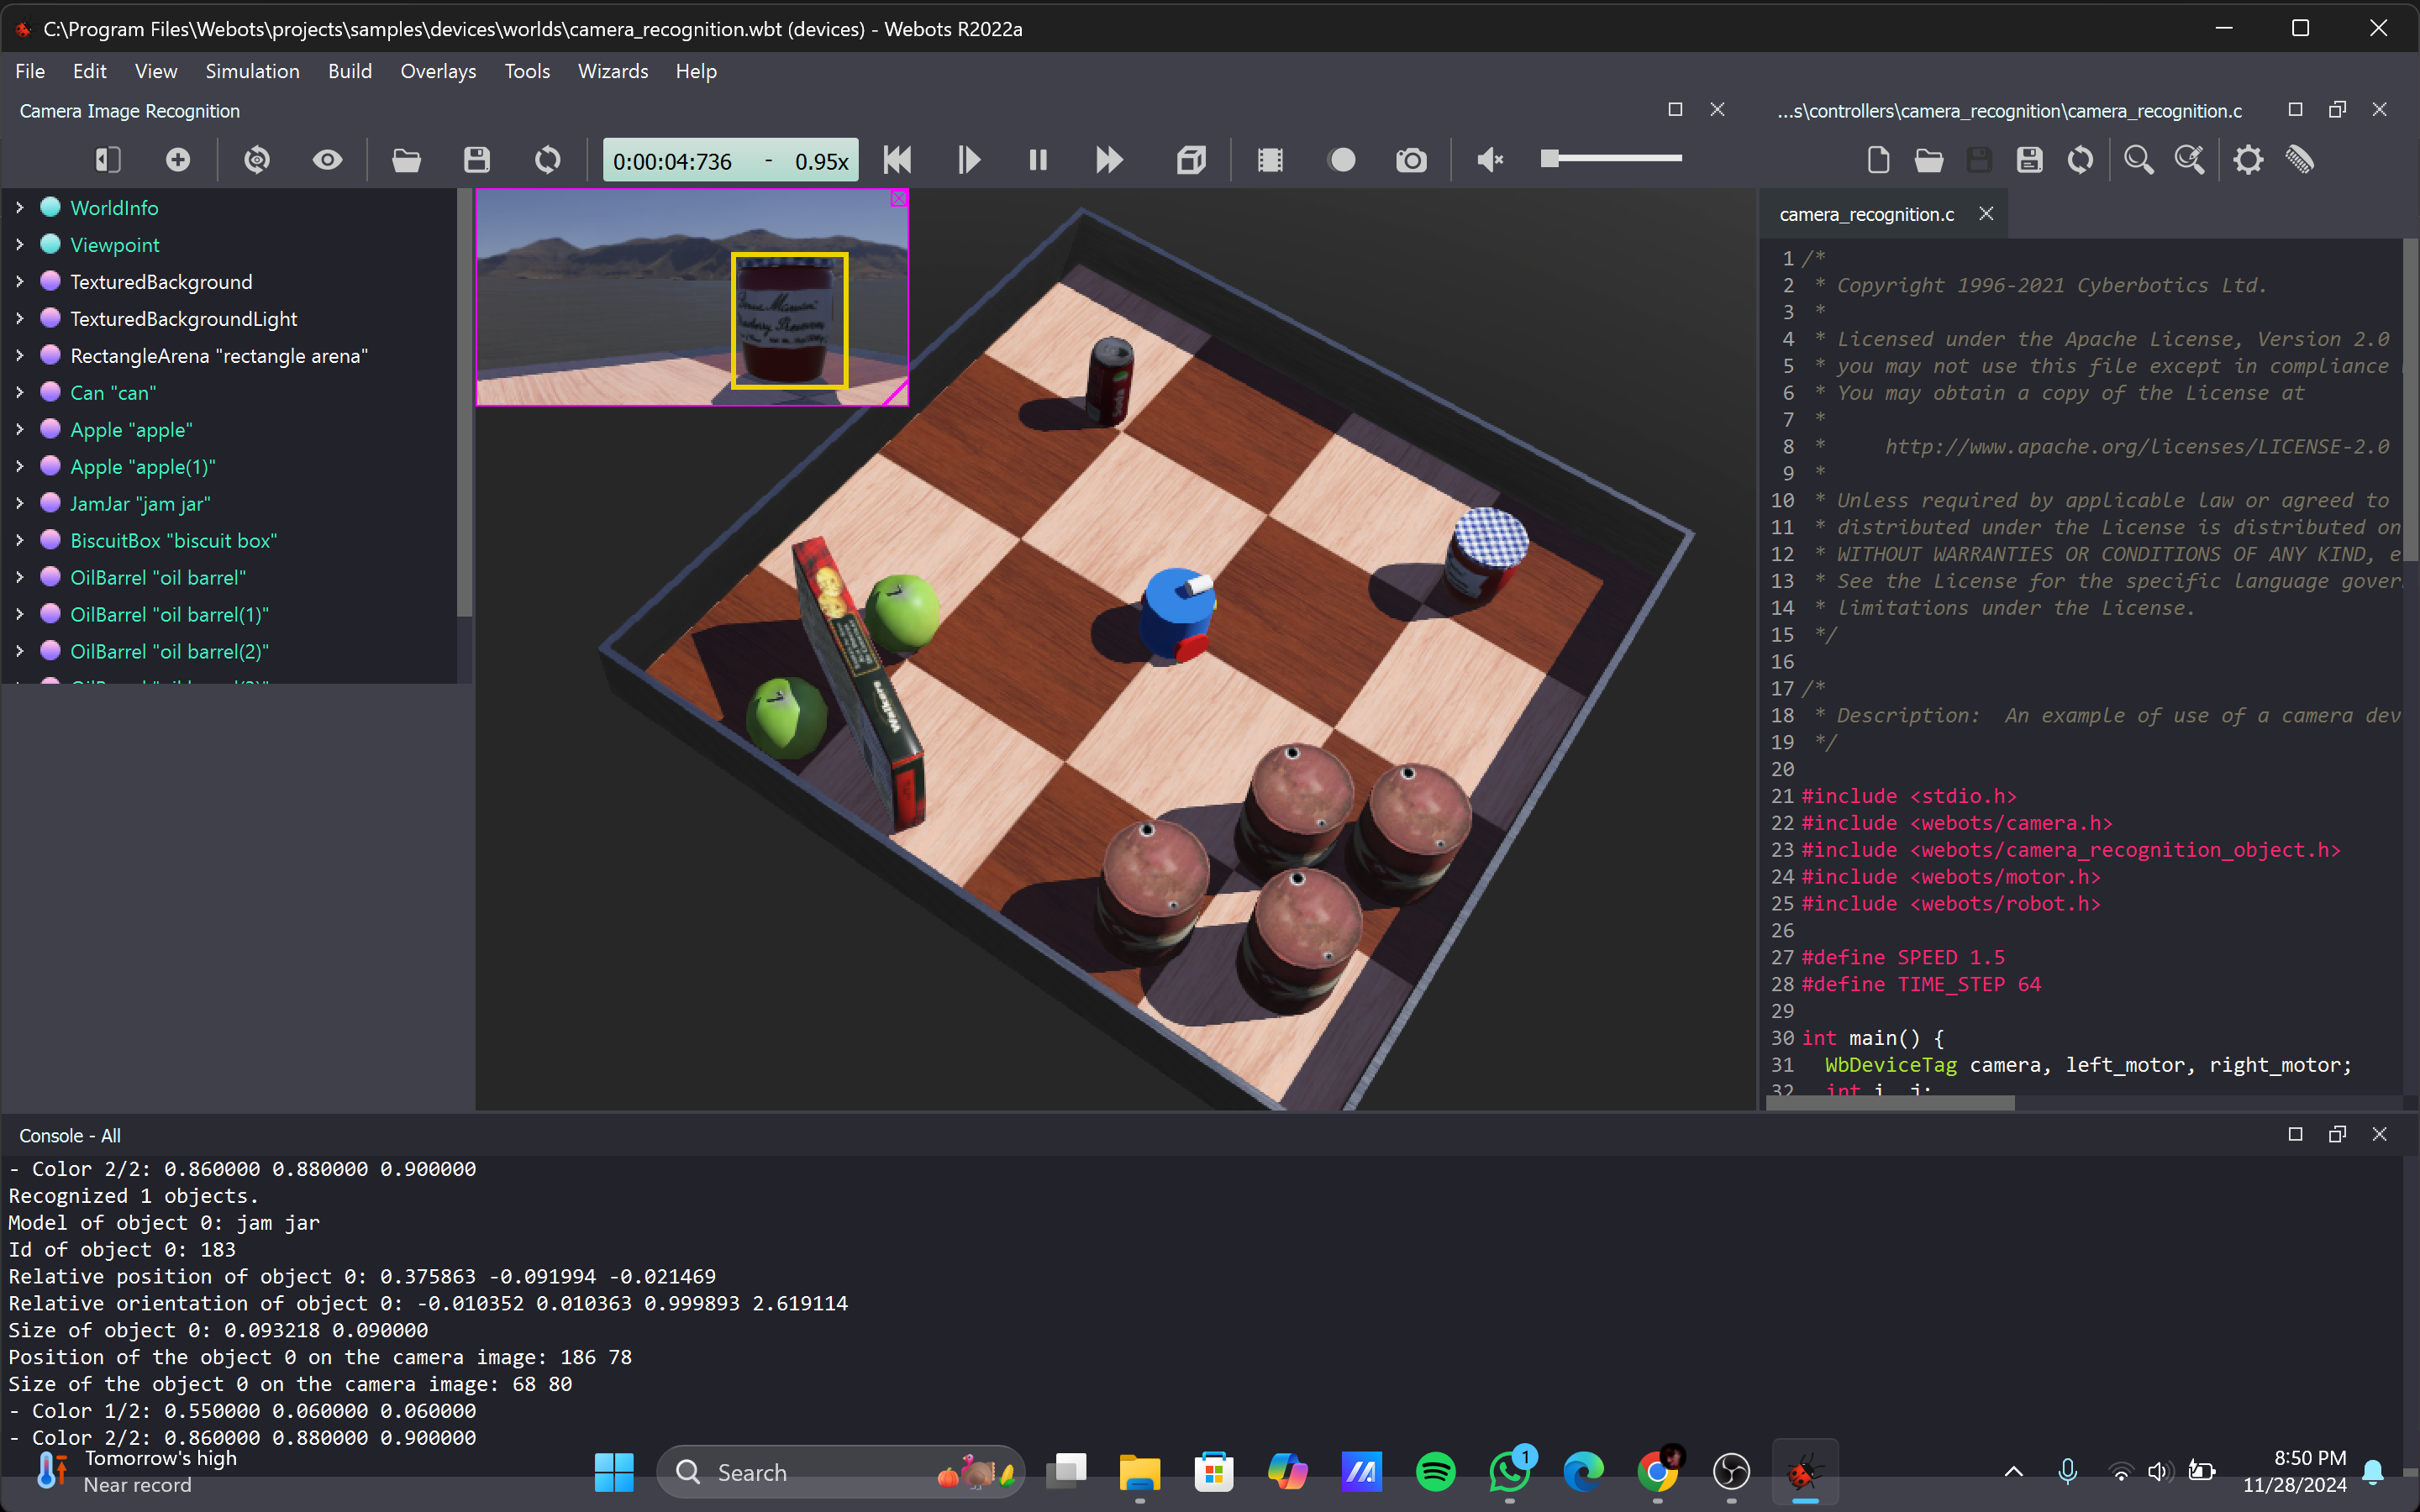 C:\Program Files\Webots\projects\samples\devices\worlds\camera_recognition.wbt (devices) - Webots R2022a
File Edit View Simulation Build Overlays Tools Wizards Help
Camera Image Recognition
...s\controllers\camera_recognition\camera_recognition.c
0:00:04:736 - 0.95x
WorldInfo
Viewpoint
TexturedBackground
TexturedBackgroundLight
RectangleArena "rectangle arena"
Can "can"
Apple "apple"
Apple "apple(1)"
JamJar "jam jar"
BiscuitBox "biscuit box"
OilBarrel "oil barrel"
OilBarrel "oil barrel(1)"
OilBarrel "oil barrel(2)"
Soda
Walkers
camera_recognition.c
1 /*
2 * Copyright 1996-2021 Cyberbotics Ltd.
3 *
4 * Licensed under the Apache License, Version 2.0
5 * you may not use this file except in compliance
6 * You may obtain a copy of the License at
7 *
8 * http://www.apache.org/licenses/LICENSE-2.0
9 *
10 * Unless required by applicable law or agreed to
11 * distributed under the License is distributed on
12 * WITHOUT WARRANTIES OR CONDITIONS OF ANY KIND, e
13 * See the License for the specific language gover
14 * limitations under the License.
15 */
16
17 /*
18 * Description: An example of use of a camera dev
19 */
20
21 #include <stdio.h>
22 #include <webots/camera.h>
23 #include <webots/camera_recognition_object.h>
24 #include <webots/motor.h>
25 #include <webots/robot.h>
26
27 #define SPEED 1.5
28 #define TIME_STEP 64
29
30 int main() {
31 WbDeviceTag camera, left_motor, right_motor;
32 int i, j;
Console - All
- Color 2/2: 0.860000 0.880000 0.900000
Recognized 1 objects.
Model of object 0: jam jar
Id of object 0: 183
Relative position of object 0: 0.375863 -0.091994 -0.021469
Relative orientation of object 0: -0.010352 0.010363 0.999893 2.619114
Size of object 0: 0.093218 0.090000
Position of the object 0 on the camera image: 186 78
Size of the object 0 on the camera image: 68 80
- Color 1/2: 0.550000 0.060000 0.060000
- Color 2/2: 0.860000 0.880000 0.900000
Tomorrow's high
Near record
Search
1
8:50 PM
11/28/2024